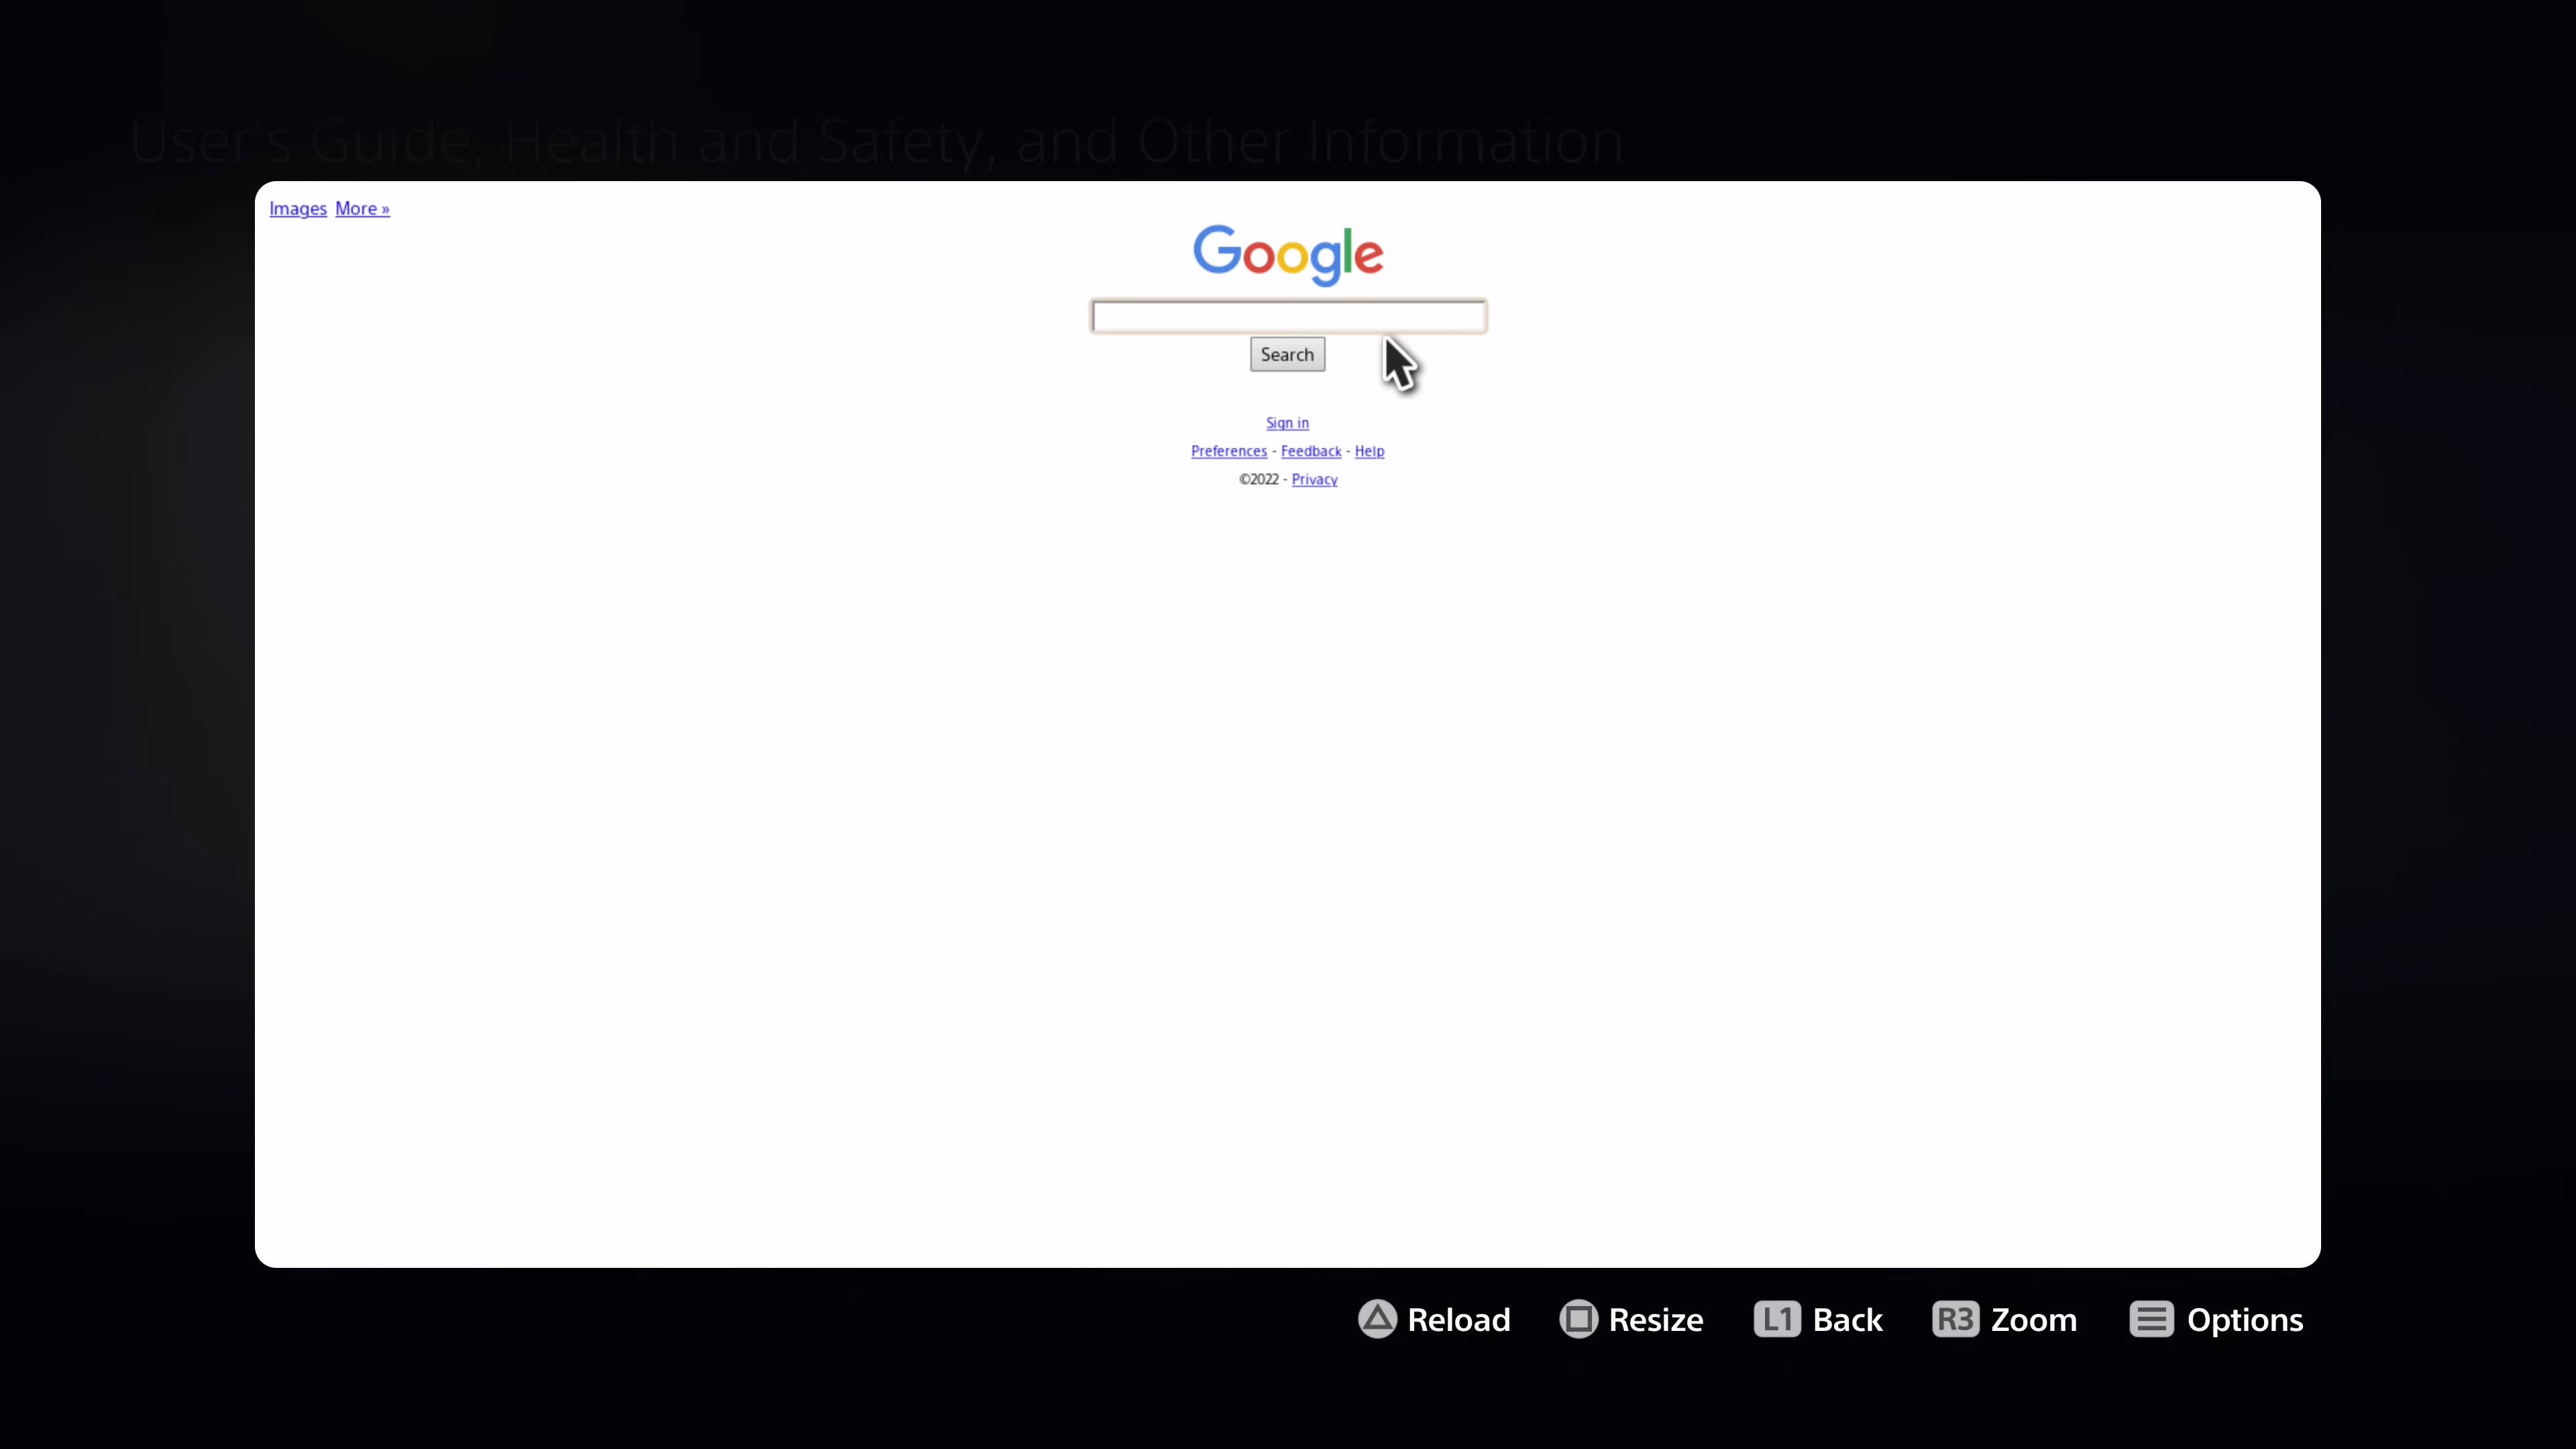 User's Guide, Health and Safety, and Other Information
Images More »
Google
Search
Sign in
Preferences - Feedback - Help
©2022 - Privacy
Reload Resize L1 Back R3 Zoom Options